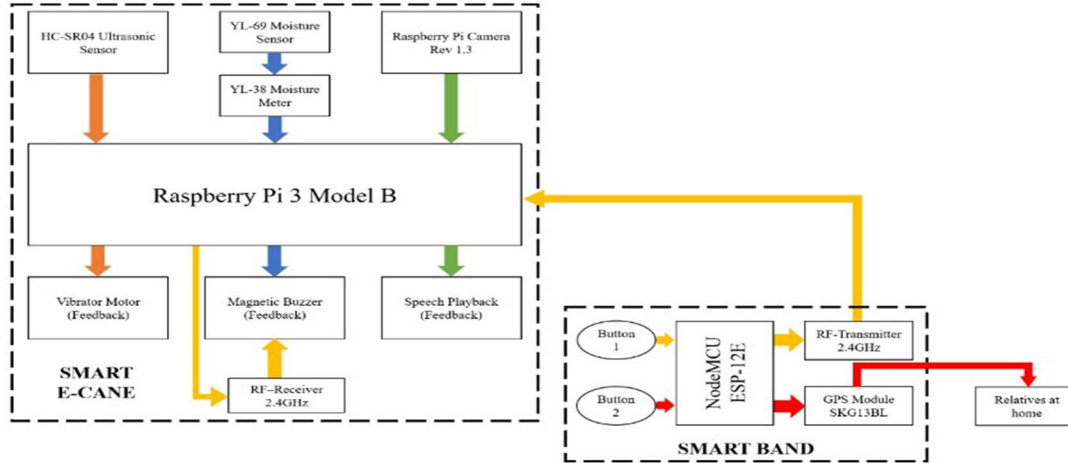 HC-SR04 Ultrasonic
Sensor
YL-69 Moisture
Sensor
Raspberry Pi Camera
Rev 1.3
YL-38 Moisture
Meter
Raspberry Pi 3 Model B
Vibrator Motor
(Feedback)
Magnetic Buzzer
(Feedback)
Speech Playback
(Feedback)
SMART
E-CANE
RF–Receiver
2.4GHz
Button
1
NodeMCU
ESP-12E
RF-Transmitter
2.4GHz
Button
2
GPS Module
SKG13BL
Relatives at
home
SMART BAND